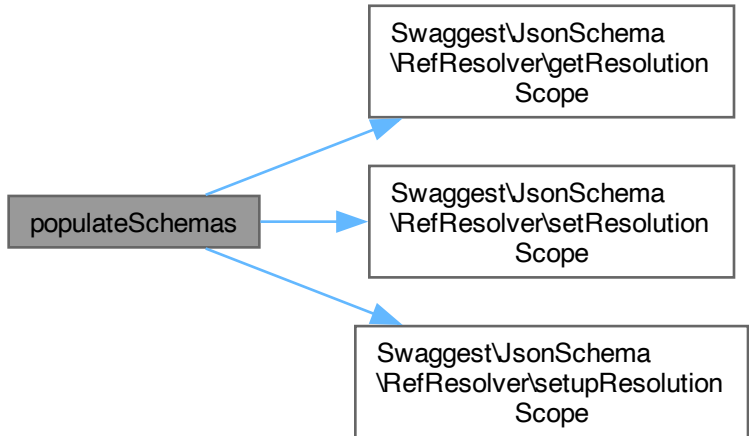 Swaggest\JsonSchema
\RefResolver\getResolution
Scope
populateSchemas
Swaggest\JsonSchema
\RefResolver\setResolution
Scope
Swaggest\JsonSchema
\RefResolver\setupResolution
Scope